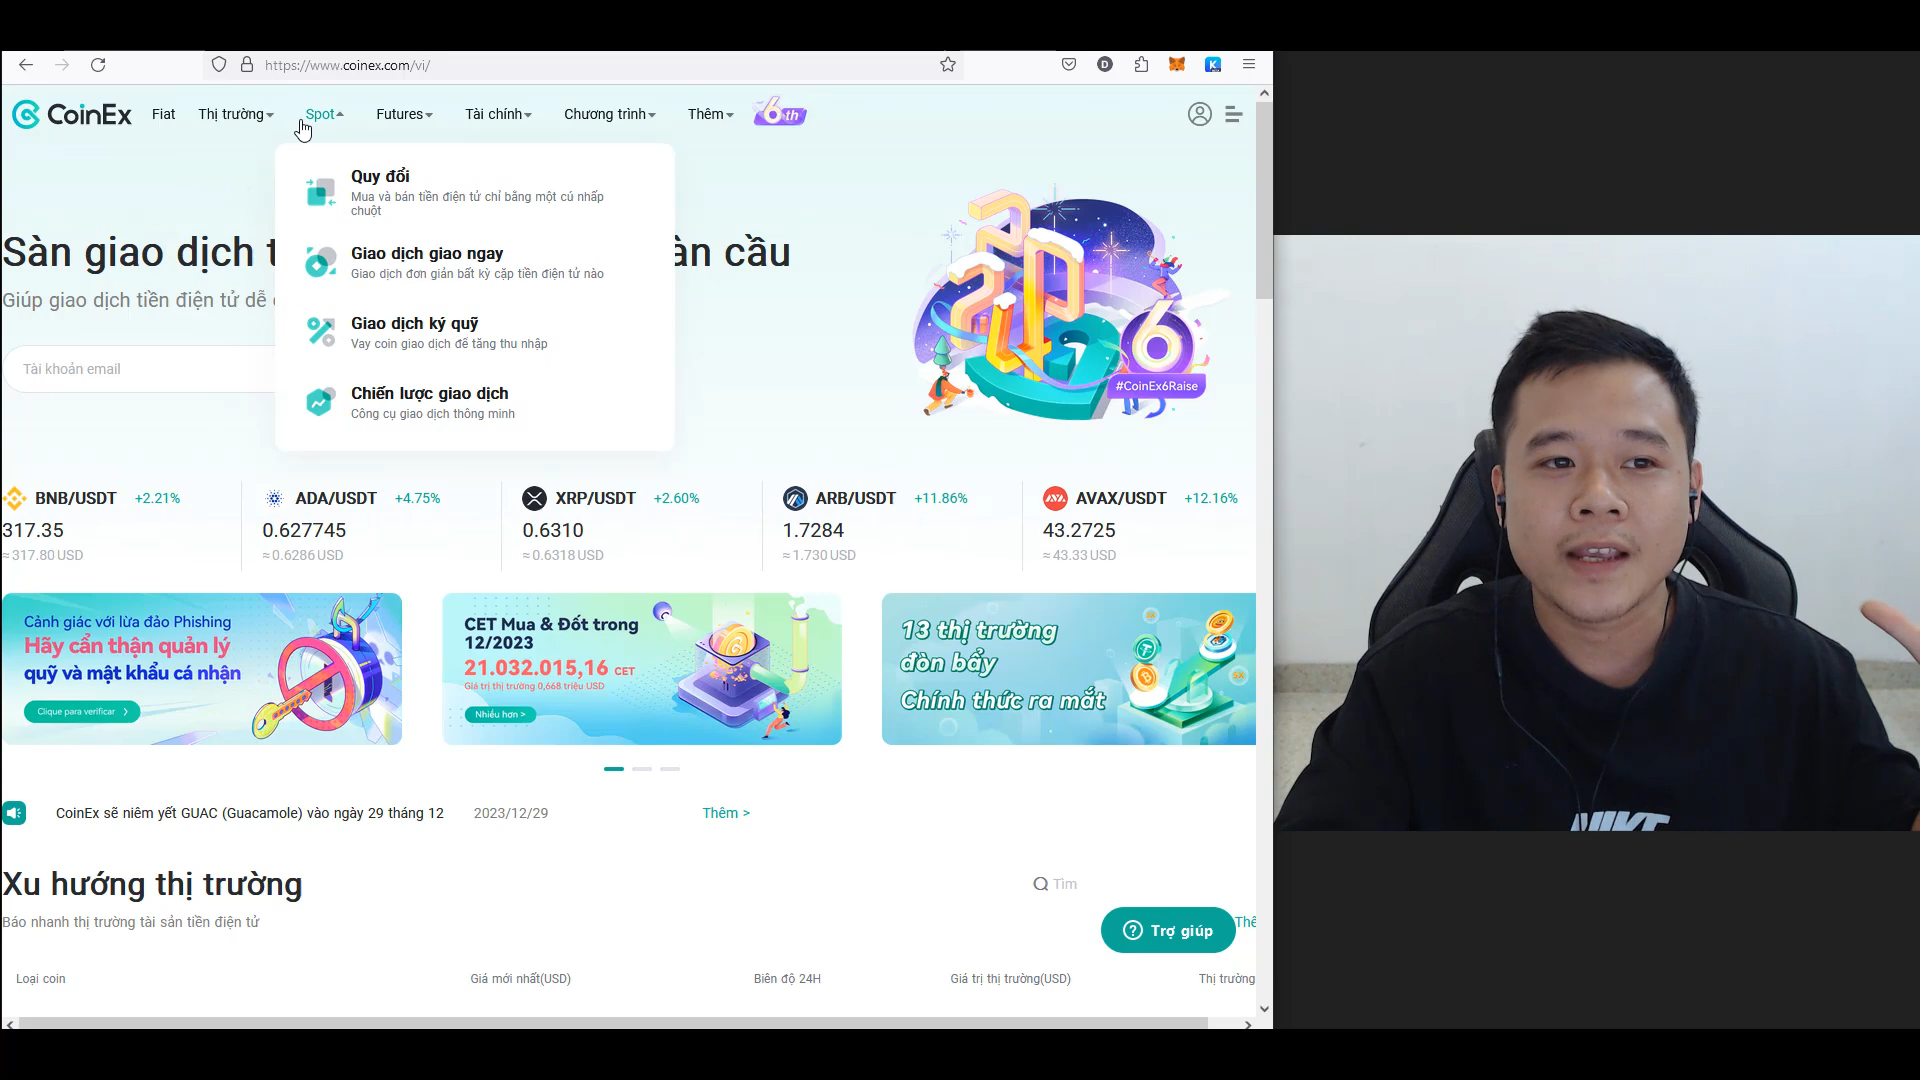 https://www.coinex.com/vi/
D
K
CoinEx
Fiat
Thị trường
Spot
Futures
Tài chính
Chương trình
Thêm
6th
Quy đổi
Mua và bán tiền điện tử chỉ bằng một cú nhấp
chuột
Giao dịch giao ngay
Giao dịch đơn giản bất kỳ cặp tiền điện tử nào
Giao dịch ký quỹ
Vay coin giao dịch để tăng thu nhập
Chiến lược giao dịch
Công cụ giao dịch thông minh
Sàn giao dịch t
àn cầu
Giúp giao dịch tiền điện tử dễ
Tài khoản email
6
#CoinEx6Raise
BNB/USDT +2.21%
317.35
≈317.80 USD
ADA/USDT +4.75%
0.627745
≈0.6286 USD
XRP/USDT +2.60%
0.6310
≈0.6318 USD
ARB/USDT +11.86%
1.7284
≈1.730 USD
AVAX/USDT +12.16%
43.2725
≈43.33 USD
Cảnh giác với lừa đảo Phishing
Hãy cẩn thận quản lý
quỹ và mật khẩu cá nhân
Clique para verificar >
CET Mua & Đốt trong
12/2023
21.032.015,16 CET
Giá trị thị trường 0,668 triệu USD
Nhiều hơn >
13 thị trường
đòn bẩy
Chính thức ra mắt
5X
5X
CoinEx sẽ niêm yết GUAC (Guacamole) vào ngày 29 tháng 12
2023/12/29
Thêm >
Xu hướng thị trường
Tìm
Báo nhanh thị trường tài sản tiền điện tử
Trợ giúp
Loại coin
Giá mới nhất(USD)
Biên độ 24H
Giá trị thị trường(USD)
Thị trường
NIKE